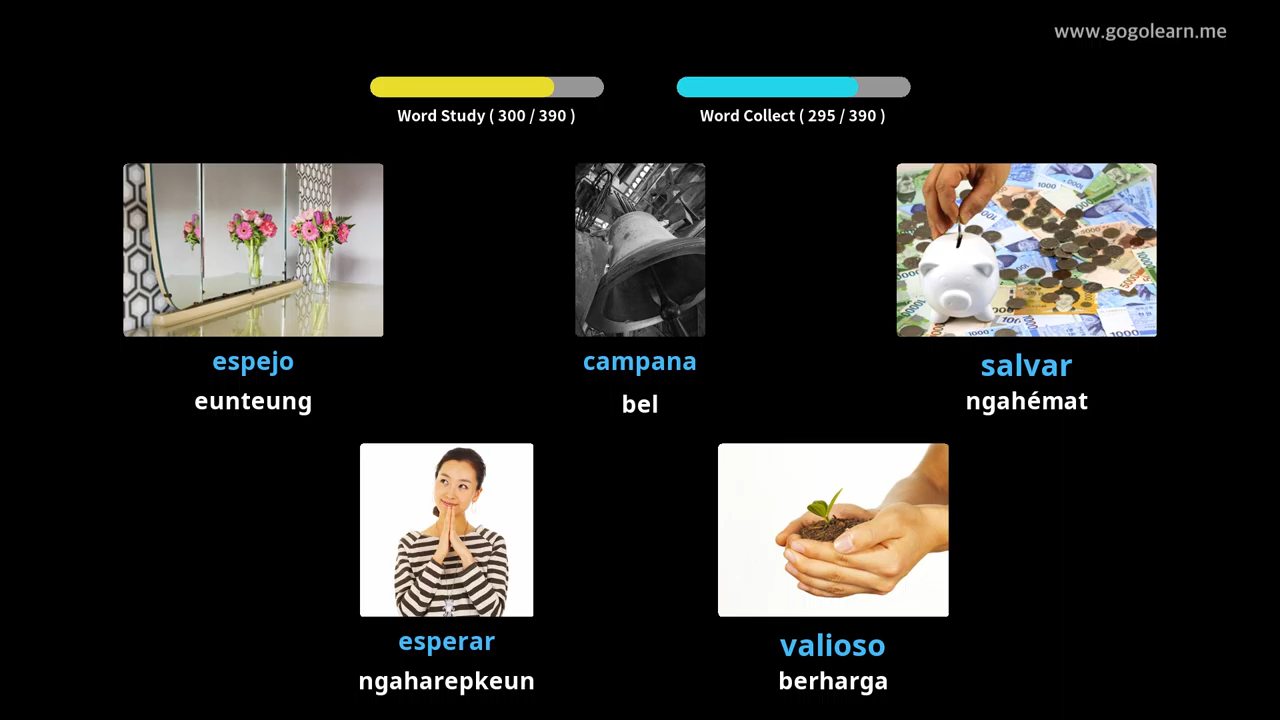 www.gogolearn.me
Word Study ( 300 / 390 )
Word Collect ( 295 / 390 )
espejo
eunteung
campana
bel
salvar
ngahémat
esperar
ngaharepkeun
valioso
berharga